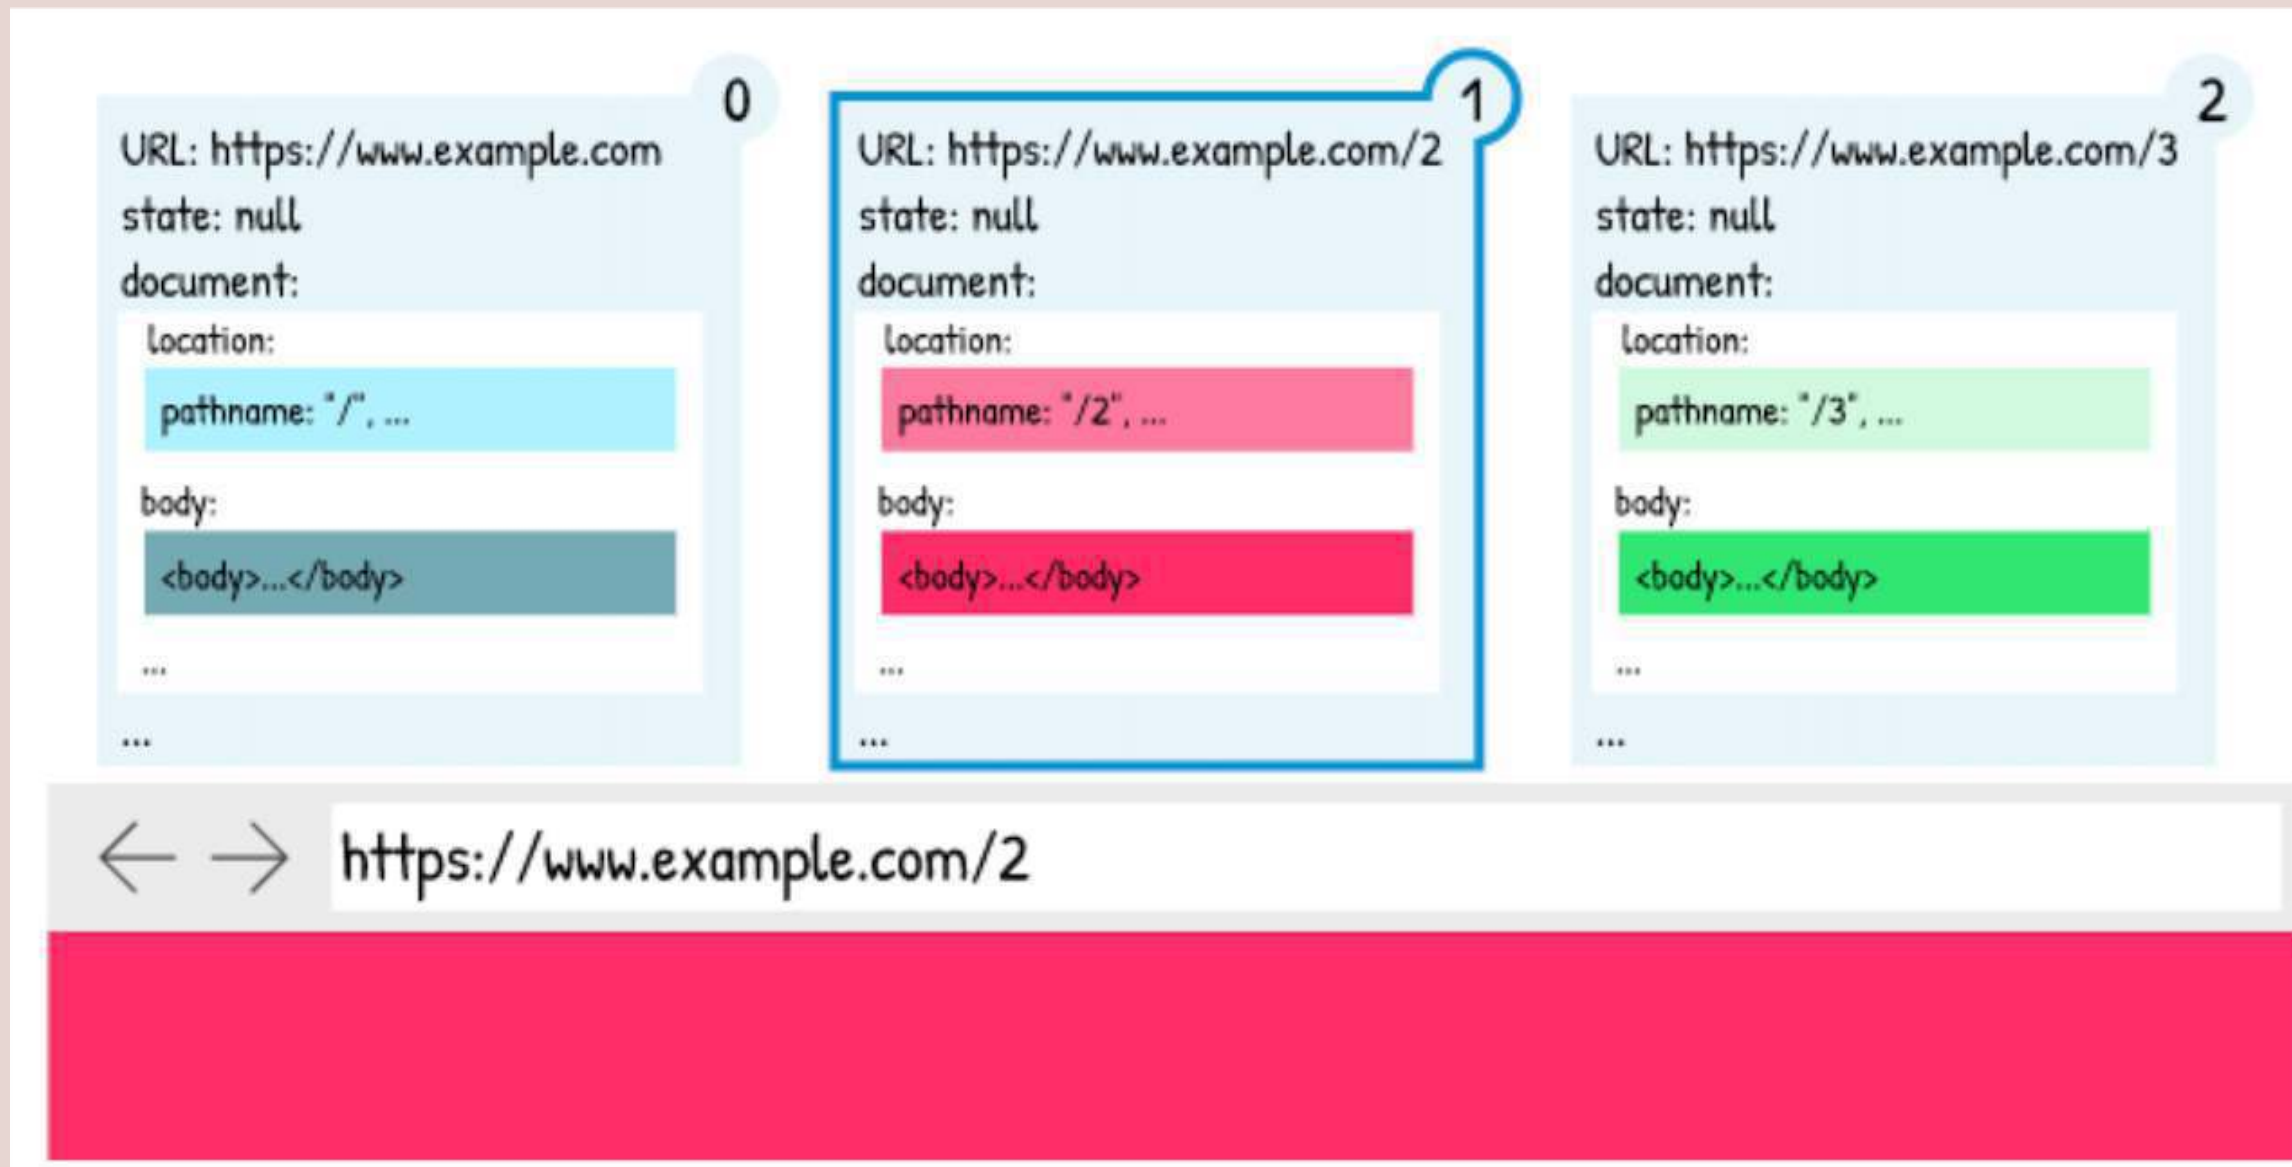 0
URL: https://www.example.com
state: null
document:
location:
pathname: "/", ...
body:
<body>...</body>
...
...
1
URL: https://www.example.com/2
state: null
document:
location:
pathname: "/2", ...
body:
<body>...</body>
...
...
2
URL: https://www.example.com/3
state: null
document:
location:
pathname: "/3", ...
body:
<body>...</body>
...
...
https://www.example.com/2